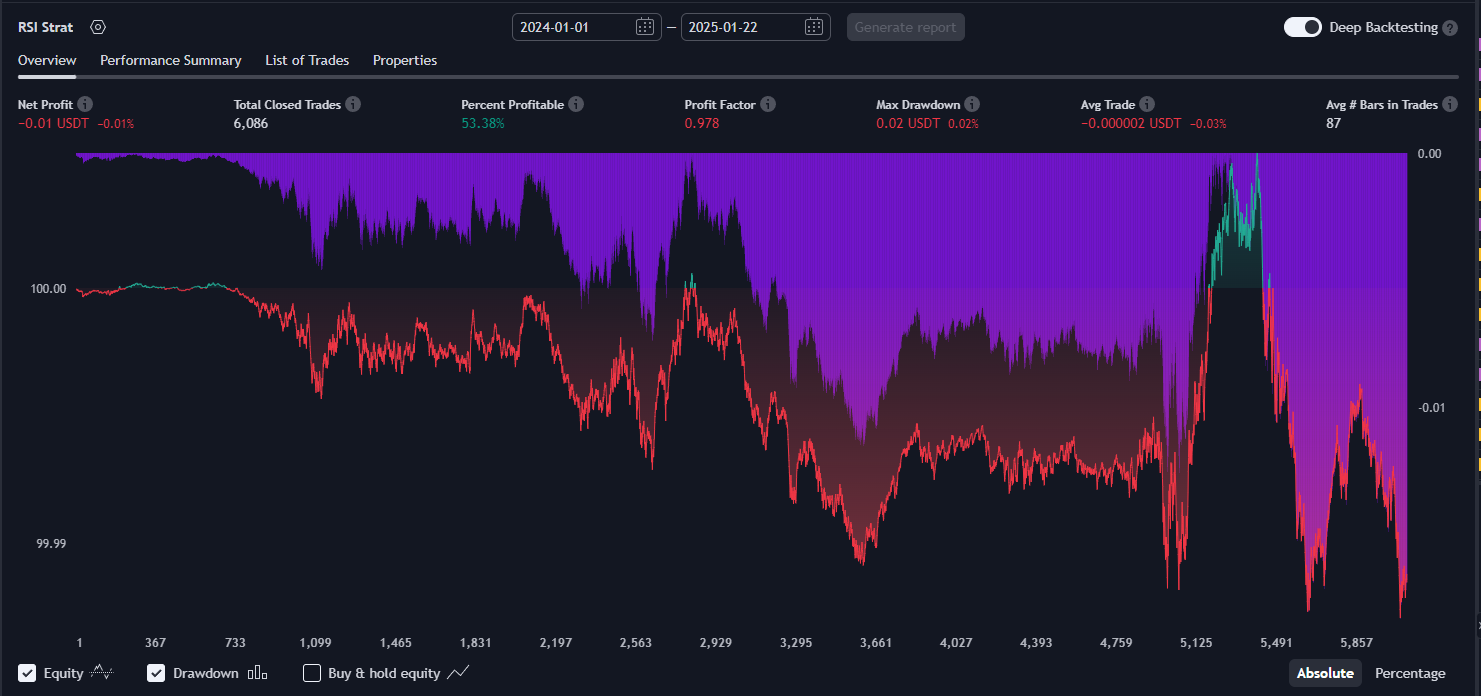 RSI Strat
2024-01-01 — 2025-01-22 Generate report Deep Backtesting ?
Overview Performance Summary List of Trades Properties
Net Profit Total Closed Trades Percent Profitable Profit Factor Max Drawdown Avg Trade Avg # Bars in Trades
−0.01 USDT −0.01% 6,086 53.38% 0.978 0.02 USDT 0.02% −0.000002 USDT −0.03% 87
0.00
100.00
-0.01
99.99
1 367 733 1,099 1,465 1,831 2,197 2,563 2,929 3,295 3,661 4,027 4,393 4,759 5,125 5,491 5,857
Equity Drawdown Buy & hold equity Absolute Percentage